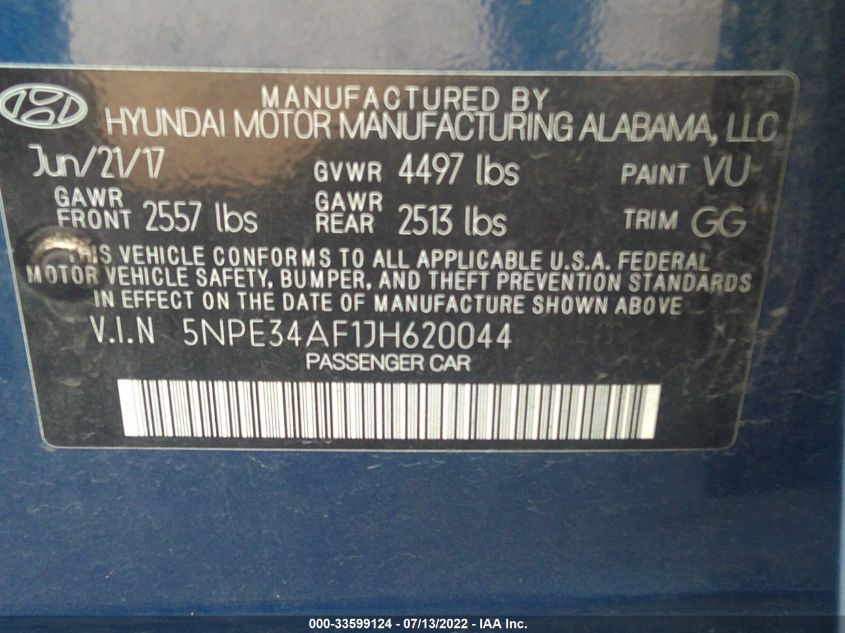 MANUFACTURED BY
HYUNDAI MOTOR MANUFACTURING ALABAMA, LLC
Jun/21/17 GVWR 4497 lbs PAINT VU
GAWR FRONT 2557 lbs GAWR REAR 2513 lbs TRIM GG
THIS VEHICLE CONFORMS TO ALL APPLICABLE U.S.A. FEDERAL
MOTOR VEHICLE SAFETY, BUMPER, AND THEFT PREVENTION STANDARDS
IN EFFECT ON THE DATE OF MANUFACTURE SHOWN ABOVE
V.I.N 5NPE34AF1JH620044
PASSENGER CAR
000-33599124 - 07/13/2022 - IAA Inc.